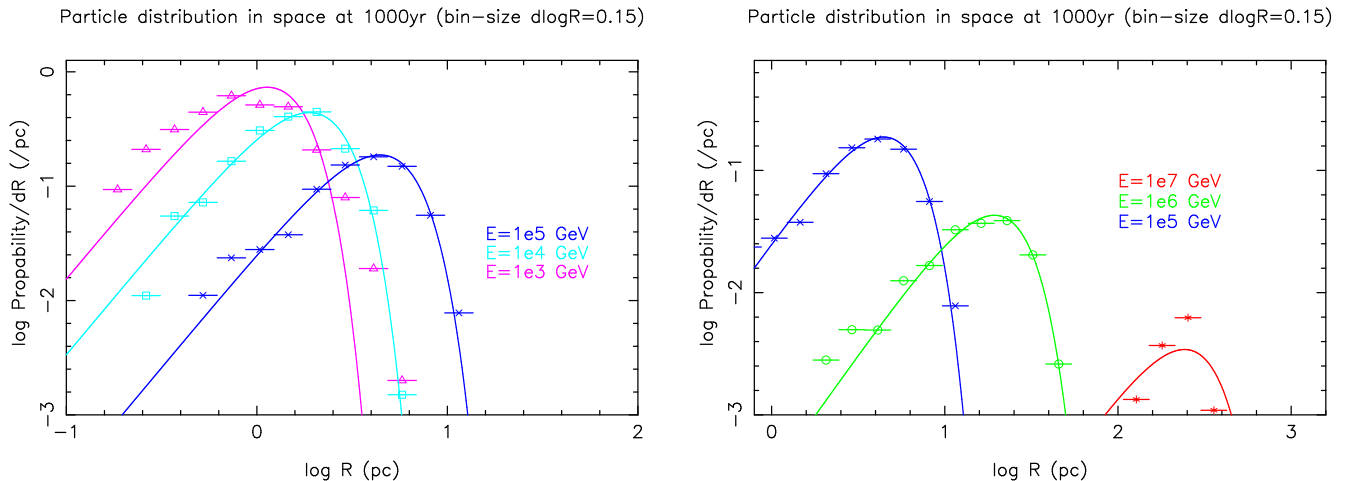 Particle distribution in space at 1000yr (bin-size dlogR=0.15)
log Propobility/dR (/pc)
0
-1
-2
-3
E=1e5 GeV
E=1e4 GeV
E=1e3 GeV
-1
0
1
2
log R (pc)
Particle distribution in space at 1000yr (bin-size dlogR=0.15)
log Propobility/dR (/pc)
-1
-2
-3
E=1e7 GeV
E=1e6 GeV
E=1e5 GeV
0
1
2
3
log R (pc)